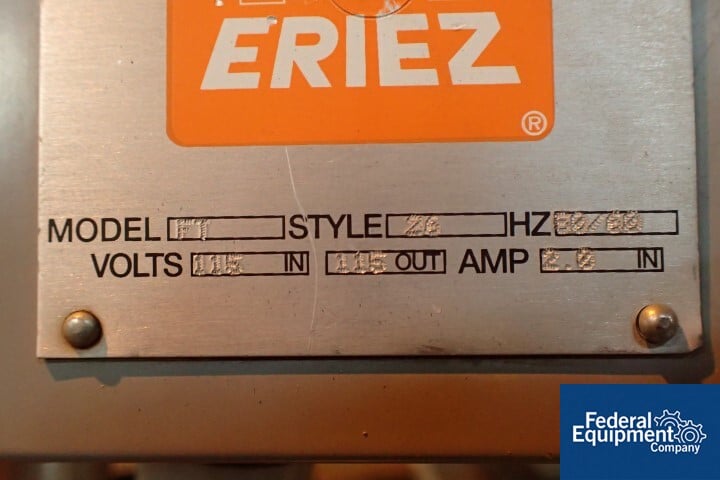 ERIEZ
®
MODEL FT STYLE 26 HZ 50/60
VOLTS 115 IN 115 OUT AMP 2.0 IN
Federal
Equipment
Company